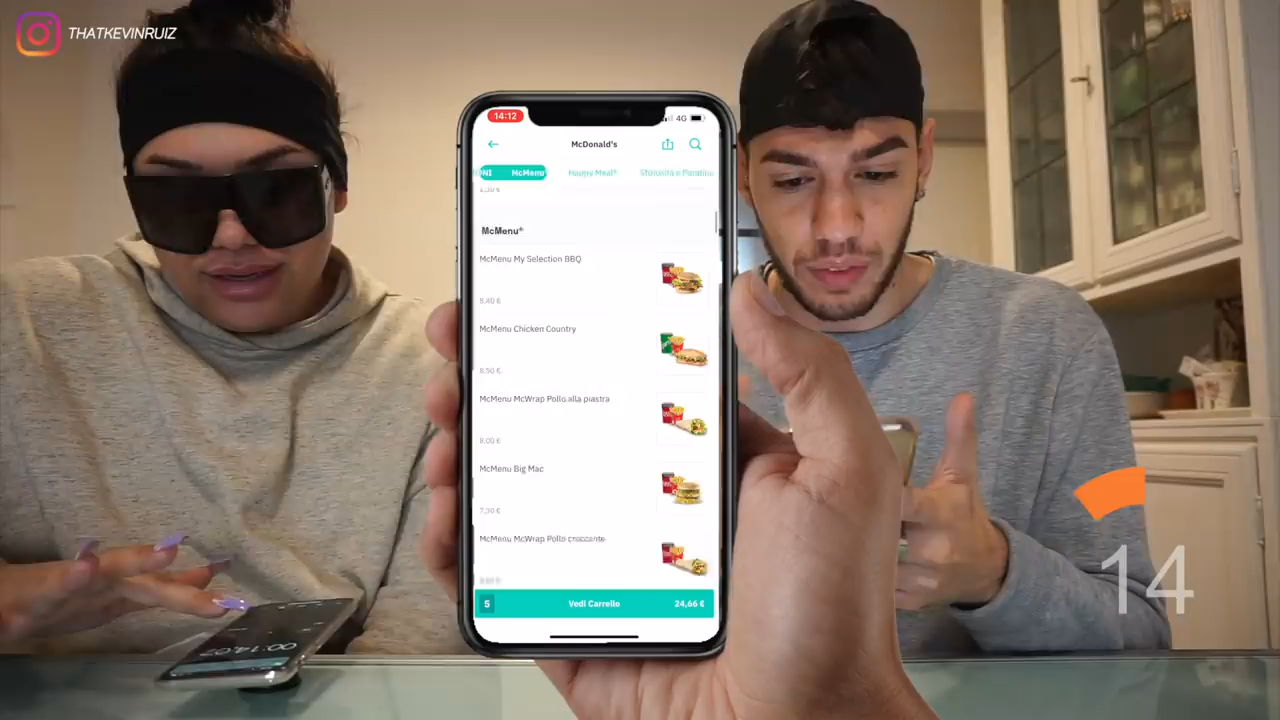 THATKEVINRUIZ
14:12
4G
McDonald's
ONI McMenu®
Happy Meal®
McMenu®
McMenu My Selection BBQ
8,40 €
McMenu Chicken Country
8,50 €
McMenu McWrap Pollo alla piastra
8,00 €
McMenu Big Mac
7,30 €
McMenu McWrap Pollo croccante
5 Vedi Carrello 24,66 €
14